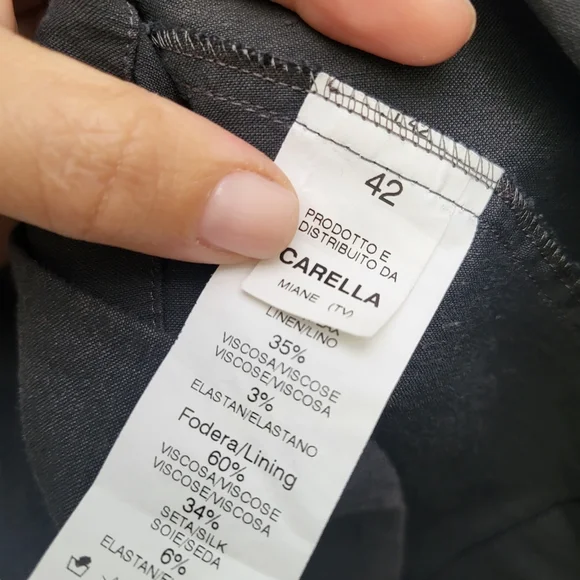 42
42
PRODOTTO E
DISTRIBUITO DA
CARELLA
MIANE (TV)
LINEN/LINO
35%
VISCOSA/VISCOSE
VISCOSE/VISCOSA
3%
ELASTAN/ELASTANO
Fodera/Lining
60%
VISCOSA/VISCOSE
VISCOSE/VISCOSA
34%
SETA/SILK
SOIE/SEDA
6%